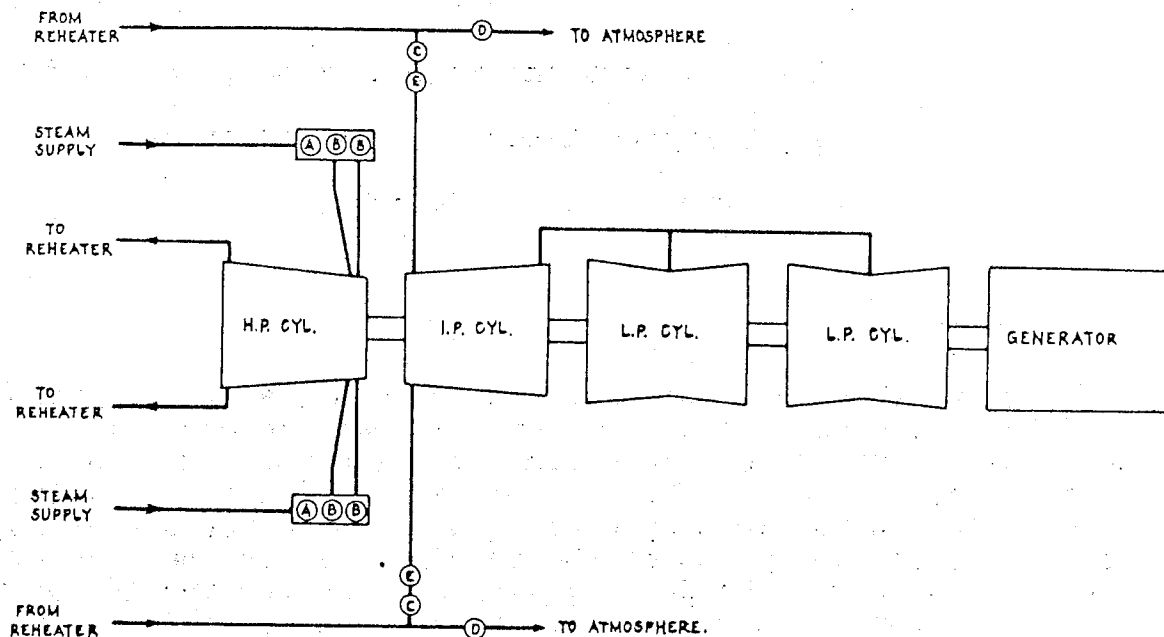 FROM
REHEATER
D
TO ATMOSPHERE
C
E
STEAM
SUPPLY
A B B
TO
REHEATER
H.P. CYL.
I.P. CYL.
L.P. CYL.
L.P. CYL.
GENERATOR
TO
REHEATER
STEAM
SUPPLY
A B B
E
C
FROM
REHEATER
D
TO ATMOSPHERE.